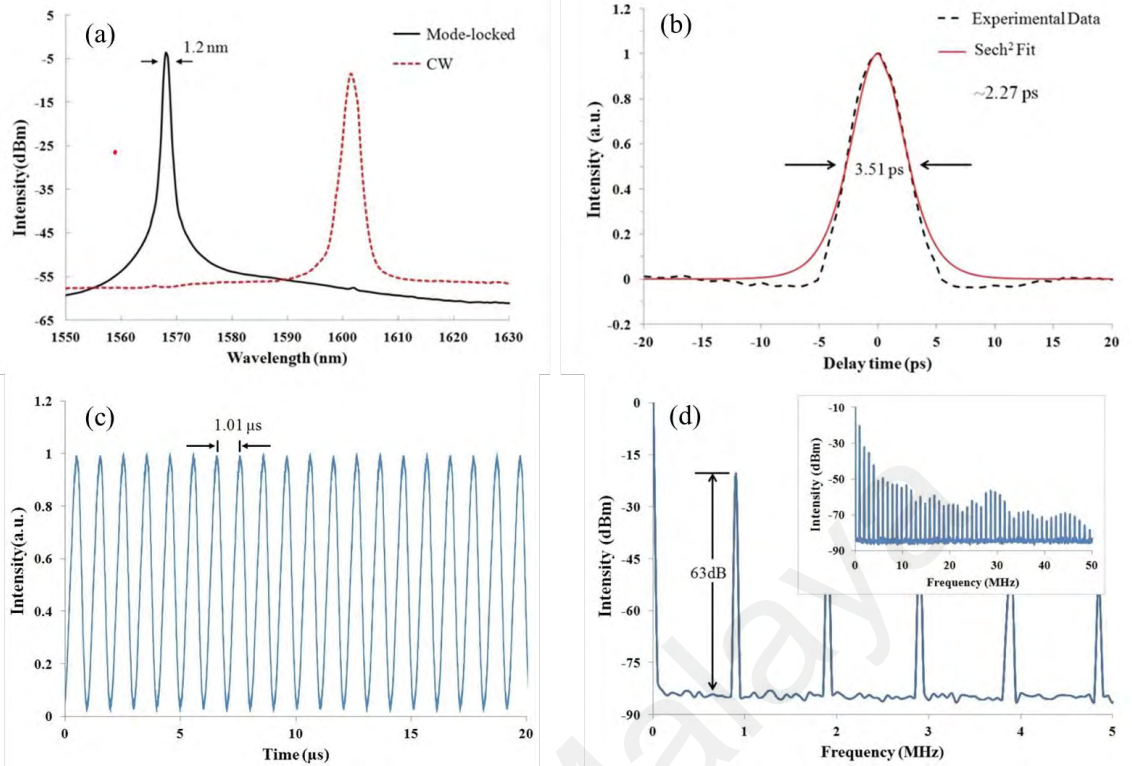 (a)
1.2 nm
Mode-locked
CW
5
-5
-15
-25
-35
-45
-55
-65
Intensity(dBm)
1550 1560 1570 1580 1590 1600 1610 1620 1630
Wavelength (nm)
(b)
Experimental Data
Sech² Fit
~2.27 ps
3.51 ps
1.2
1
0.8
0.6
0.4
0.2
0
-0.2
Intensity (a.u.)
-20 -15 -10 -5 0 5 10 15 20
Delay time (ps)
(c)
1.01 µs
1.2
1
0.8
0.6
0.4
0.2
0
Intensity(a.u.)
0 5 10 15 20
Time (µs)
(d)
63dB
0
-15
-30
-45
-60
-75
-90
Intensity (dBm)
0 1 2 3 4 5
Frequency (MHz)
-10
-30
-50
-70
-90
Intensity (dBm)
0 10 20 30 40 50
Frequency (MHz)
Malaya